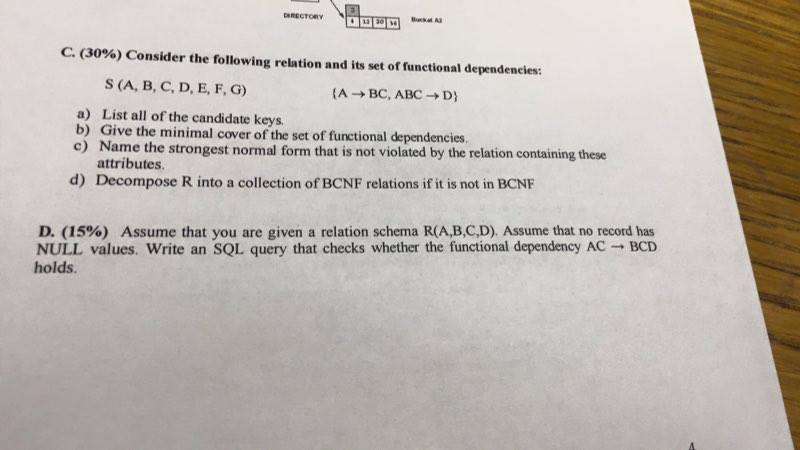 DIRECTORY
3
4 12 20 14
Bucket A2
C. (30%) Consider the following relation and its set of functional dependencies:
S (A, B, C, D, E, F, G) {A → BC, ABC → D}
a) List all of the candidate keys.
b) Give the minimal cover of the set of functional dependencies.
c) Name the strongest normal form that is not violated by the relation containing these
attributes.
d) Decompose R into a collection of BCNF relations if it is not in BCNF
D. (15%) Assume that you are given a relation schema R(A,B,C,D). Assume that no record has
NULL values. Write an SQL query that checks whether the functional dependency AC → BCD
holds.